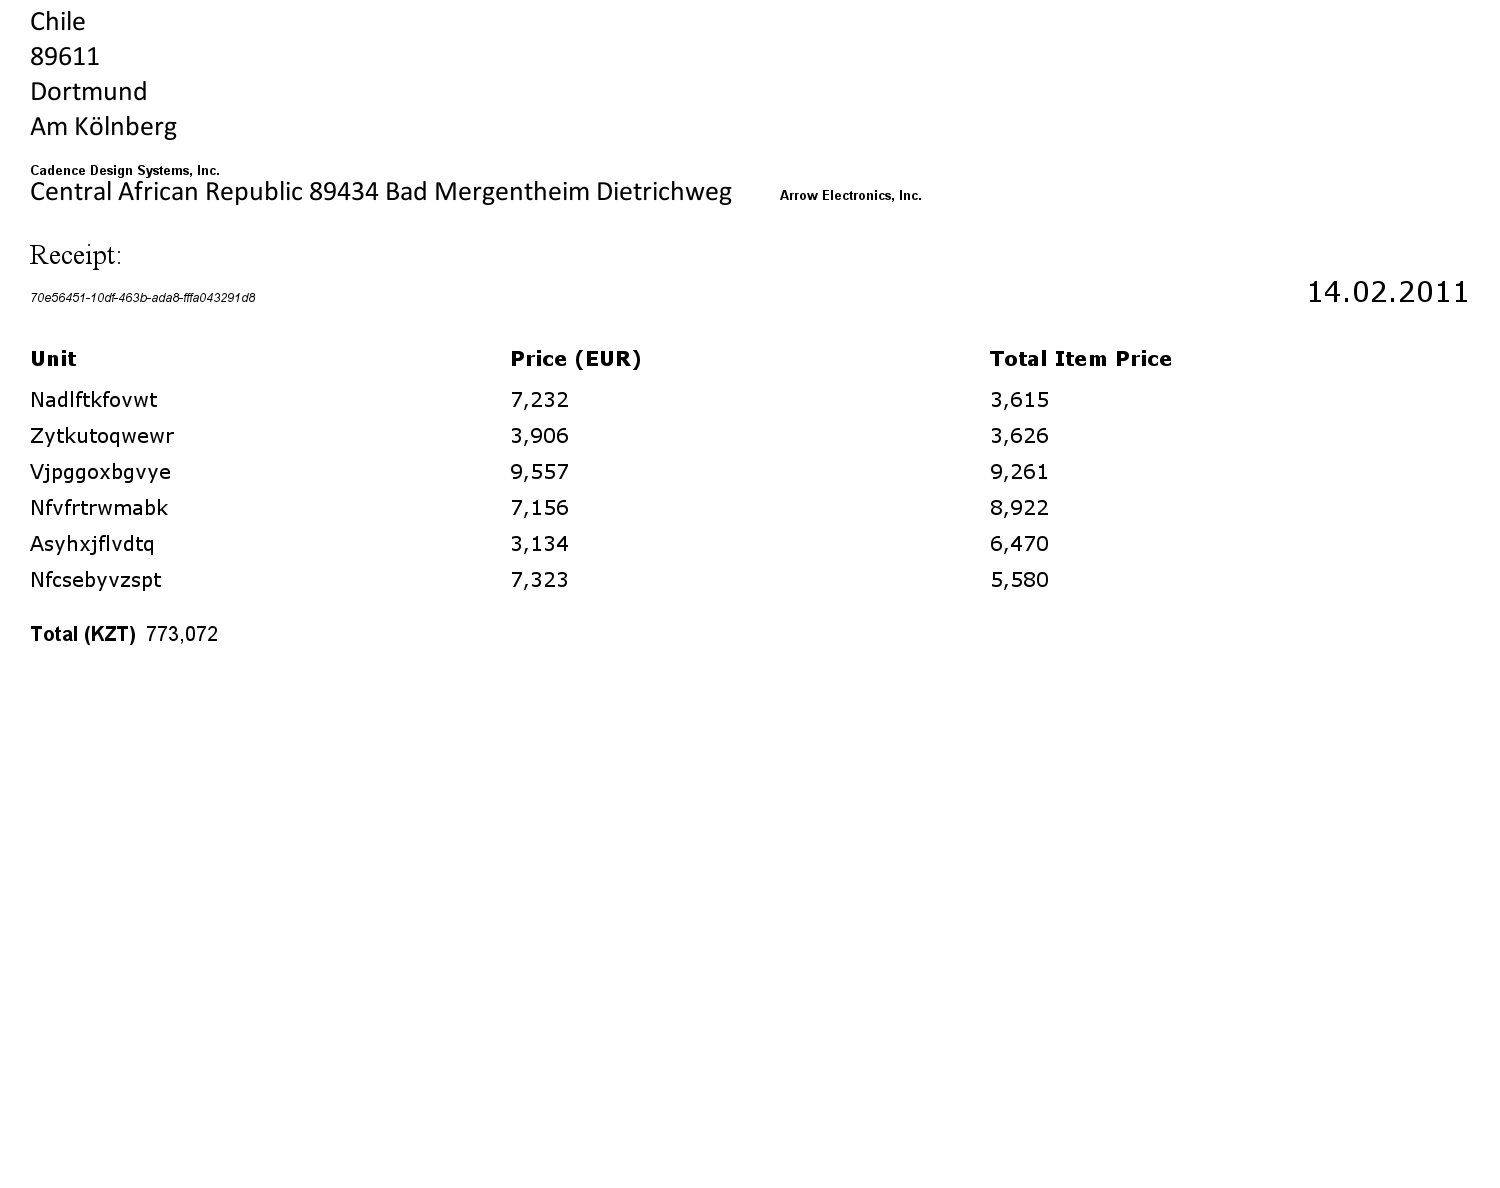 Chile
89611
Dortmund
Am Kölnberg
Cadence Design Systems, Inc.
Central African Republic 89434 Bad Mergentheim Dietrichweg Arrow Electronics, Inc.
Receipt:
70e56451-10df-463b-ada8-fffa043291d8 14.02.2011
Unit Price (EUR) Total Item Price
Nadlftkfovwt 7,232 3,615
Zytkutoqwewr 3,906 3,626
Vjpggoxbgvye 9,557 9,261
Nfvfrtrwmabk 7,156 8,922
Asyhxjflvdtq 3,134 6,470
Nfcsebyvzspt 7,323 5,580
Total (KZT) 773,072